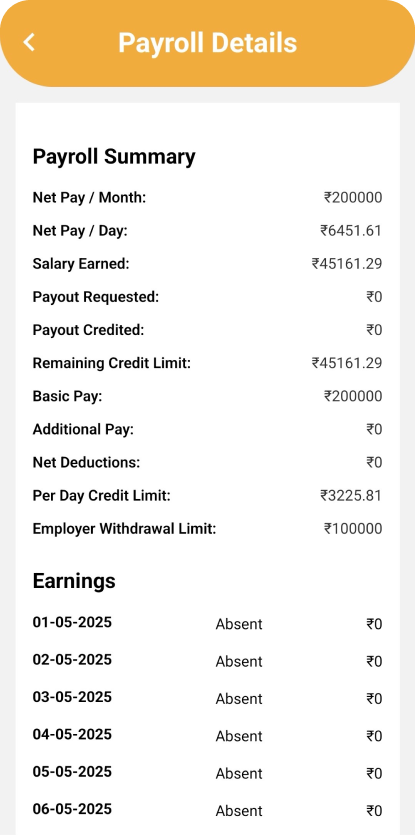 Payroll Details
Payroll Summary
Net Pay / Month: ₹200000
Net Pay / Day: ₹6451.61
Salary Earned: ₹45161.29
Payout Requested: ₹0
Payout Credited: ₹0
Remaining Credit Limit: ₹45161.29
Basic Pay: ₹200000
Additional Pay: ₹0
Net Deductions: ₹0
Per Day Credit Limit: ₹3225.81
Employer Withdrawal Limit: ₹100000
Earnings
01-05-2025 Absent ₹0
02-05-2025 Absent ₹0
03-05-2025 Absent ₹0
04-05-2025 Absent ₹0
05-05-2025 Absent ₹0
06-05-2025 Absent ₹0